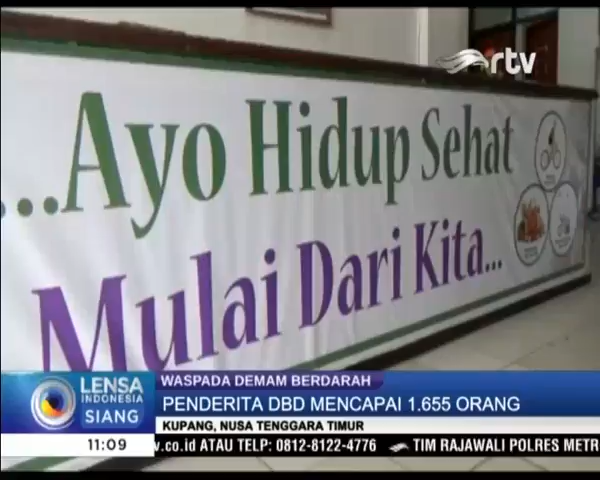 rtv
...Ayo Hidup Sehat
Mulai Dari Kita...
LENSA
INDONESIA
SIANG
WASPADA DEMAM BERDARAH
PENDERITA DBD MENCAPAI 1.655 ORANG
KUPANG, NUSA TENGGARA TIMUR
11:09
v.co.id ATAU TELP: 0812-8122-4776 TIM RAJAWALI POLRES METR